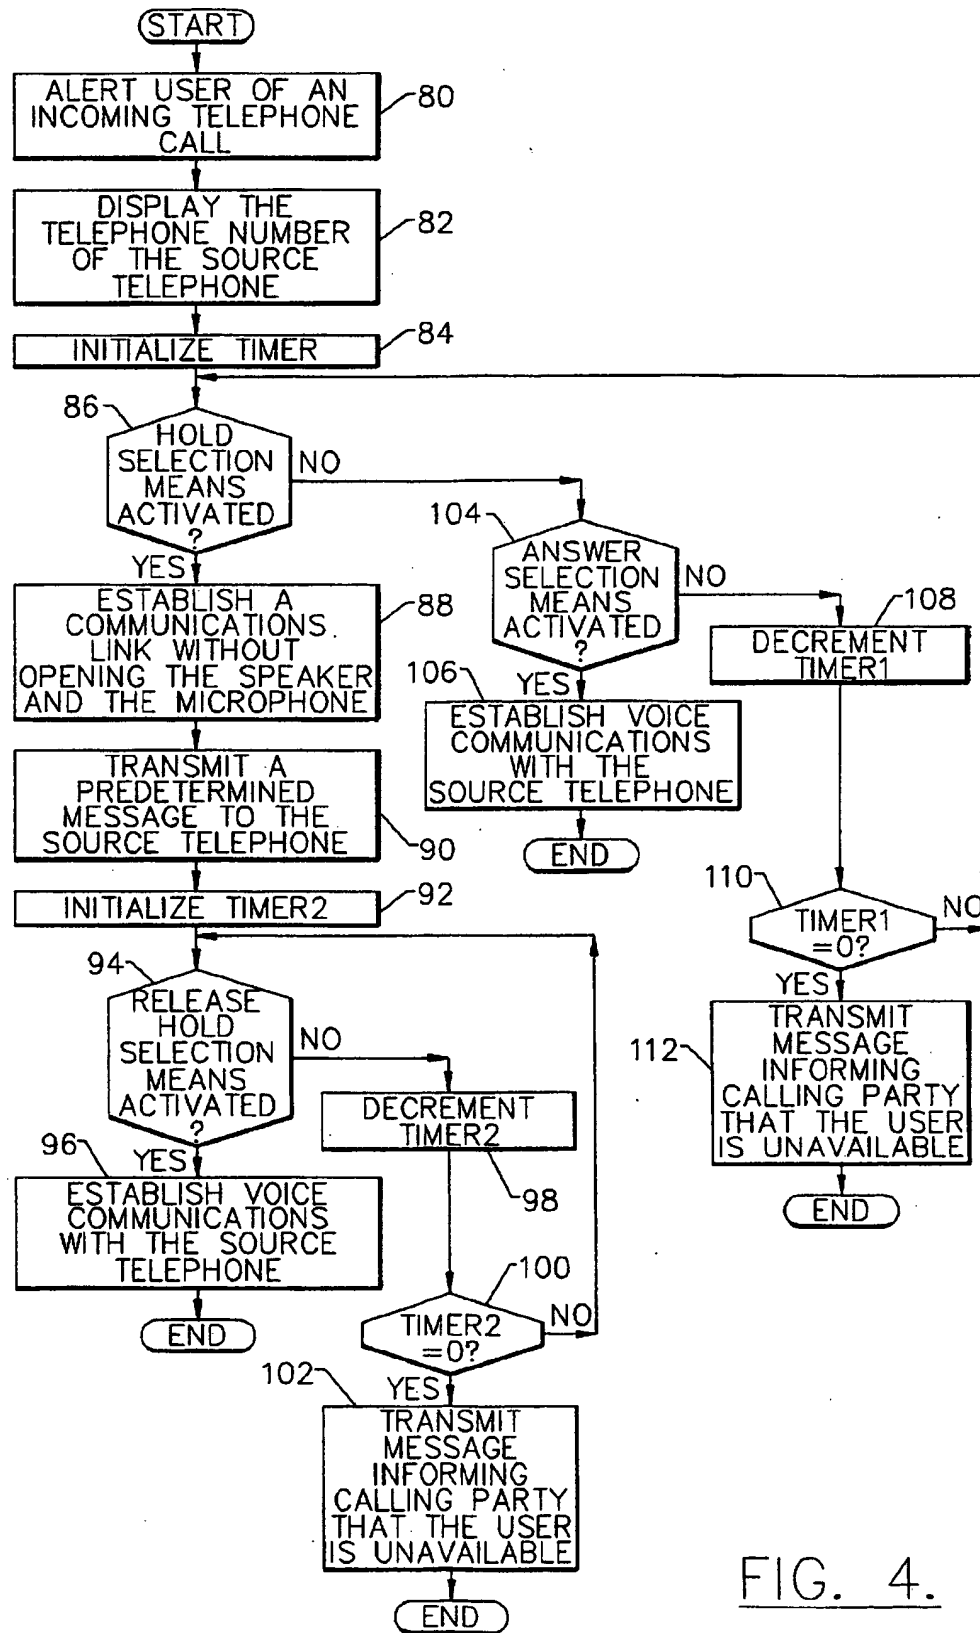 START
ALERT USER OF AN
INCOMING TELEPHONE
CALL
80
DISPLAY THE
TELEPHONE NUMBER
OF THE SOURCE
TELEPHONE
82
INITIALIZE TIMER
84
86
HOLD
SELECTION
MEANS
ACTIVATED
?
NO
YES
104
ANSWER
SELECTION
MEANS
ACTIVATED
?
NO
YES
108
DECREMENT
TIMER1
ESTABLISH A
COMMUNICATIONS
LINK WITHOUT
OPENING THE SPEAKER
AND THE MICROPHONE
88
106
ESTABLISH VOICE
COMMUNICATIONS
WITH THE
SOURCE TELEPHONE
END
TRANSMIT A
PREDETERMINED
MESSAGE TO THE
SOURCE TELEPHONE
90
INITIALIZE TIMER2
92
110
TIMER1
=0?
NO
YES
112
TRANSMIT
MESSAGE
INFORMING
CALLING PARTY
THAT THE USER
IS UNAVAILABLE
END
94
RELEASE
HOLD
SELECTION
MEANS
ACTIVATED
?
NO
YES
DECREMENT
TIMER2
98
96
ESTABLISH VOICE
COMMUNICATIONS
WITH THE SOURCE
TELEPHONE
END
100
TIMER2
=0?
NO
YES
102
TRANSMIT
MESSAGE
INFORMING
CALLING PARTY
THAT THE USER
IS UNAVAILABLE
END
FIG. 4.